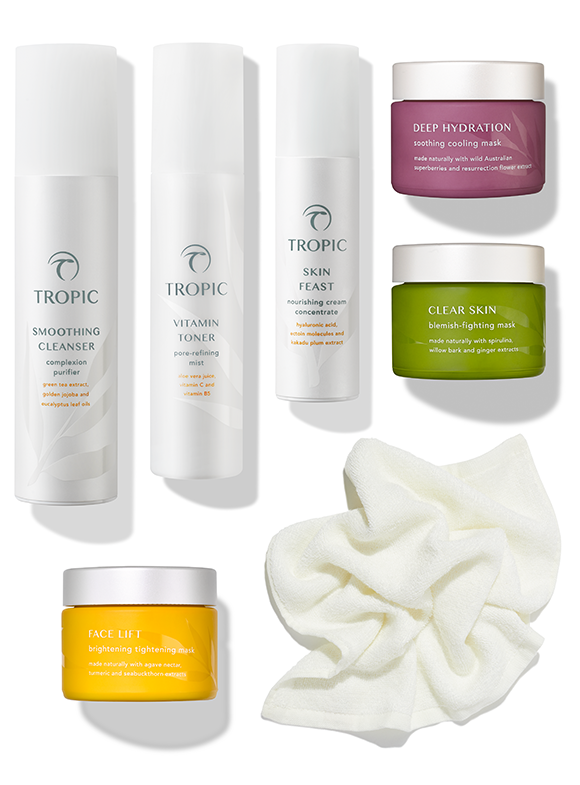 TROPIC
SMOOTHING
CLEANSER
complexion
purifier
green tea extract,
golden jojoba and
eucalyptus leaf oils
TROPIC
VITAMIN
TONER
pore-refining
mist
aloe vera juice,
vitamin C and
vitamin B5
TROPIC
SKIN
FEAST
nourishing cream
concentrate
hyaluronic acid,
ectoin molecules and
kakadu plum extract
DEEP HYDRATION
soothing cooling mask
made naturally with wild Australian
superberries and resurrection flower extract
CLEAR SKIN
blemish-fighting mask
made naturally with spirulina,
willow bark and ginger extracts
FACE LIFT
brightening tightening mask
made naturally with agave nectar,
turmeric and seabuckthorn extracts